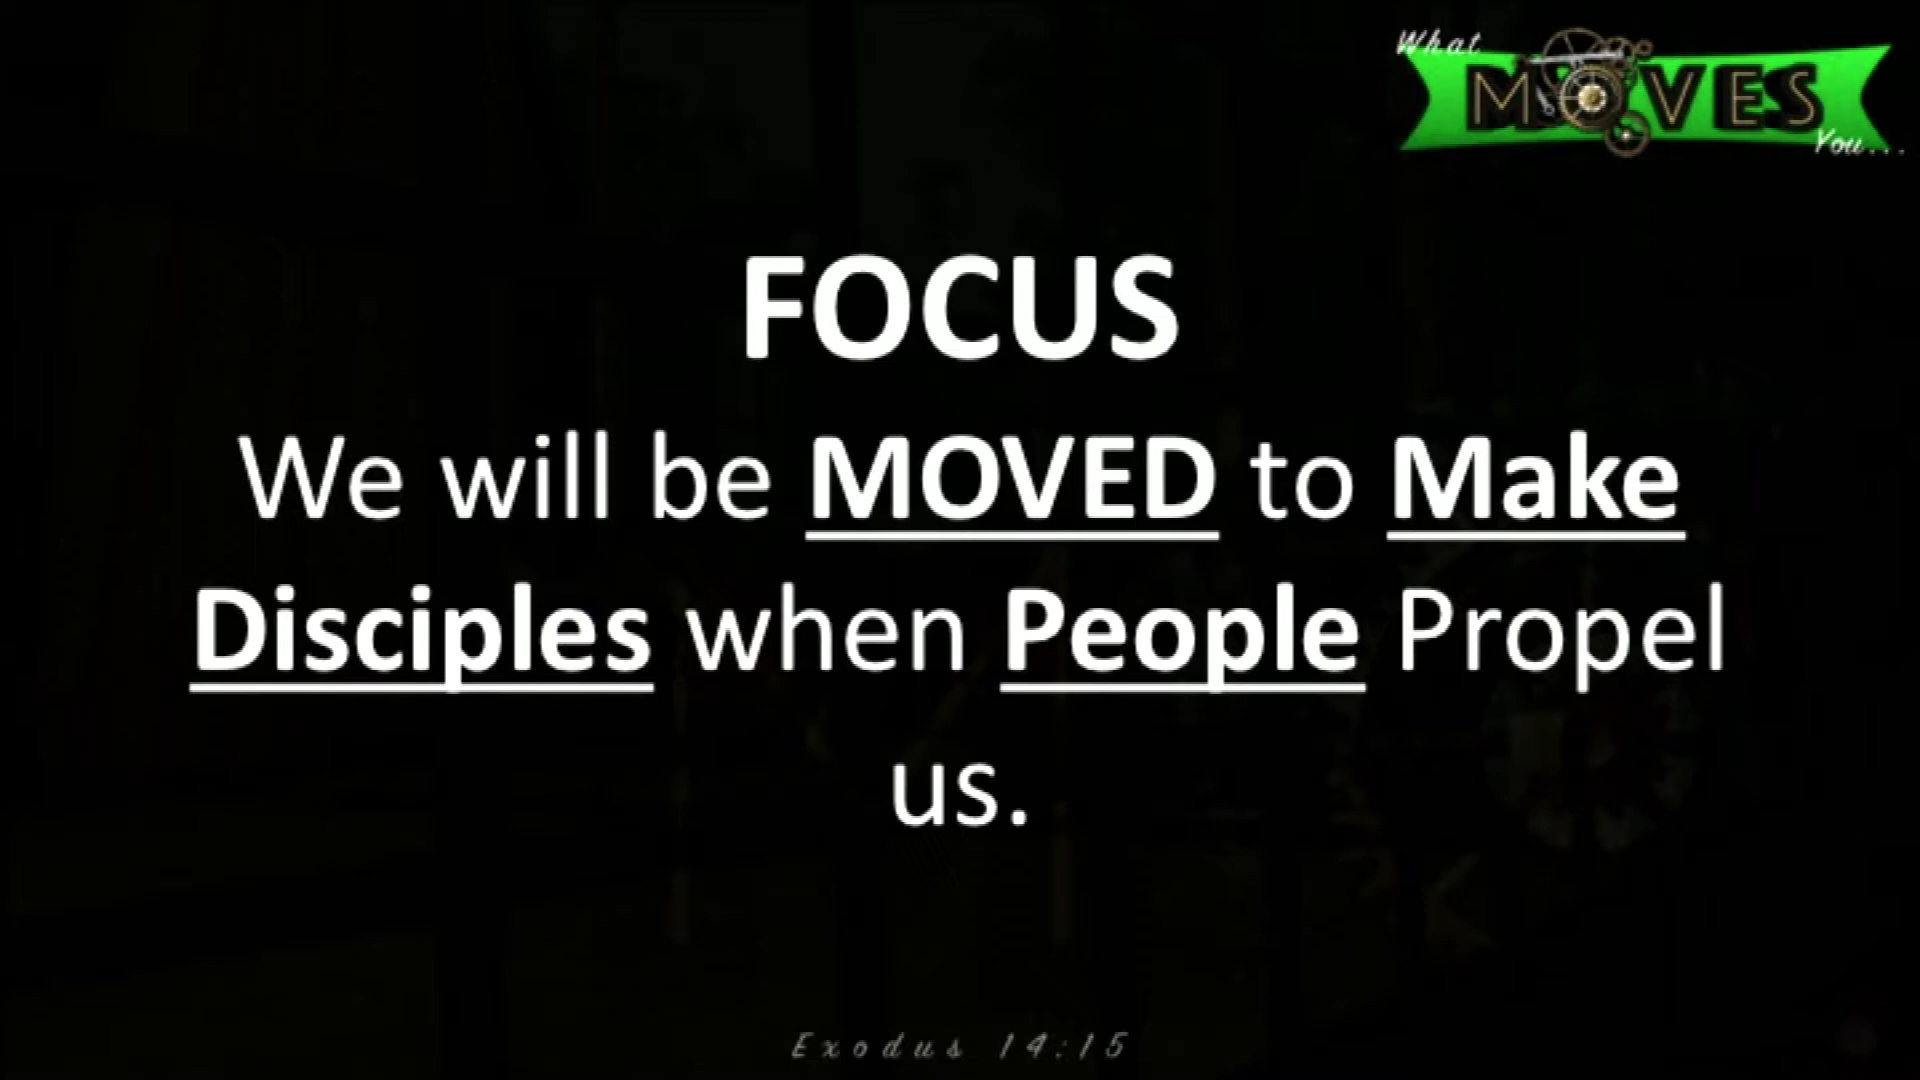 What
MOVES
You...
FOCUS
We will be MOVED to Make
Disciples when People Propel
us.
Exodus 14:15